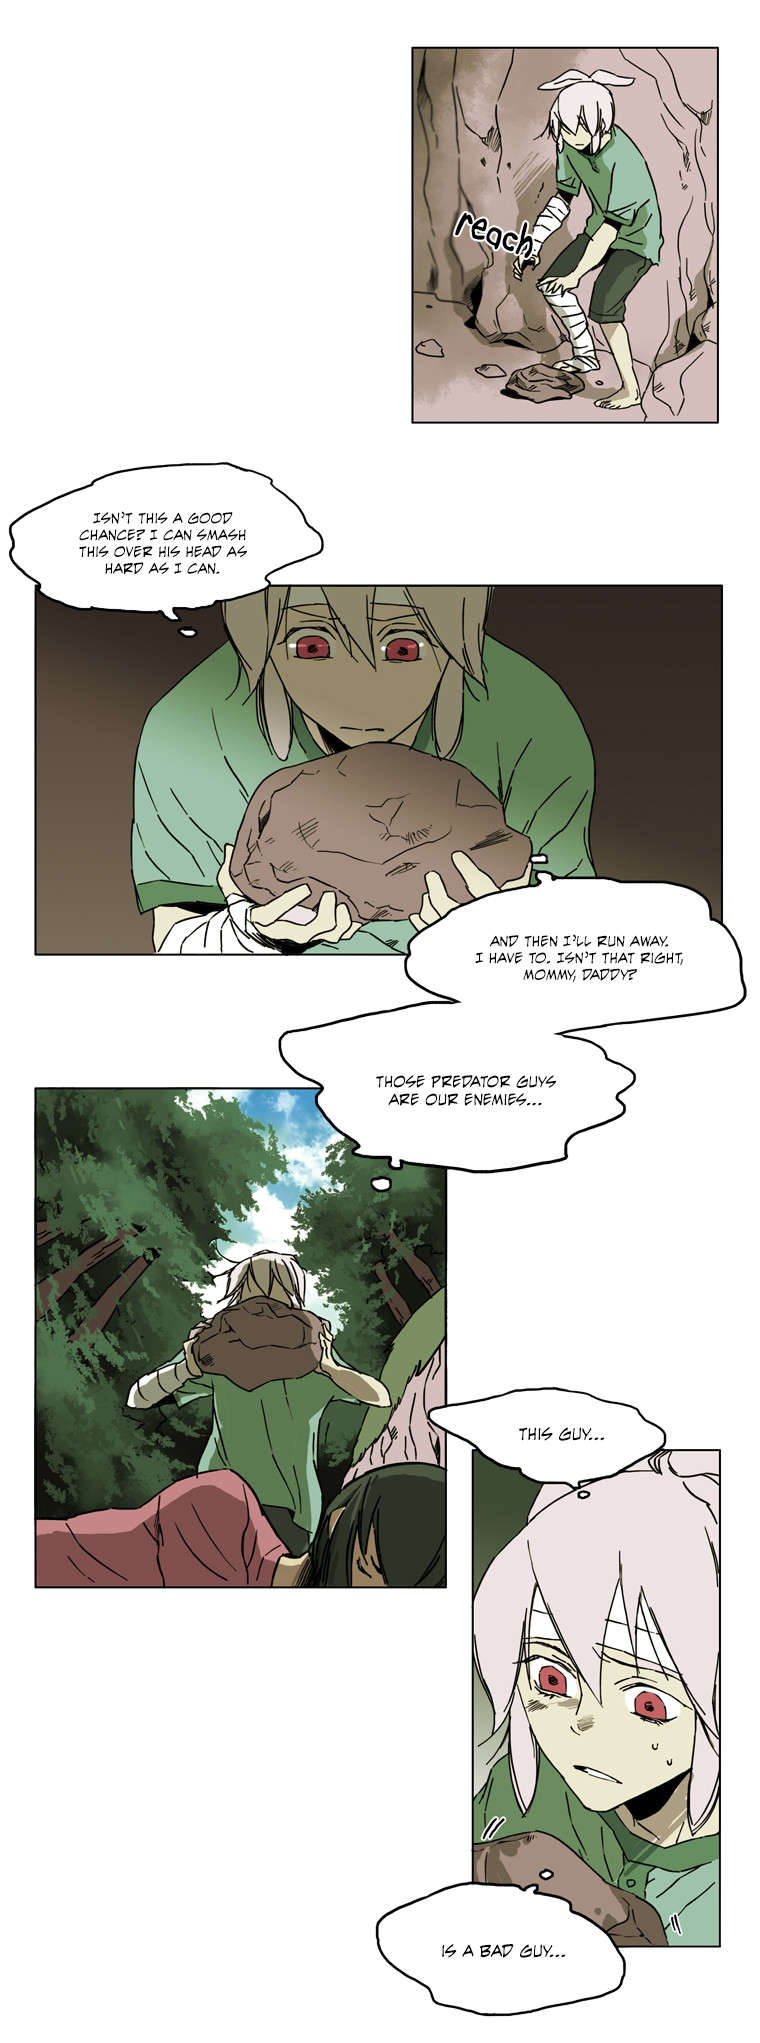 reach
ISN'T THIS A GOOD
CHANCE? I CAN SMASH
THIS OVER HIS HEAD AS
HARD AS I CAN.
AND THEN I'LL RUN AWAY.
I HAVE TO. ISN'T THAT RIGHT,
MOMMY, DADDY?
THOSE PREDATOR GUYS
ARE OUR ENEMIES...
THIS GUY...
IS A BAD GUY...